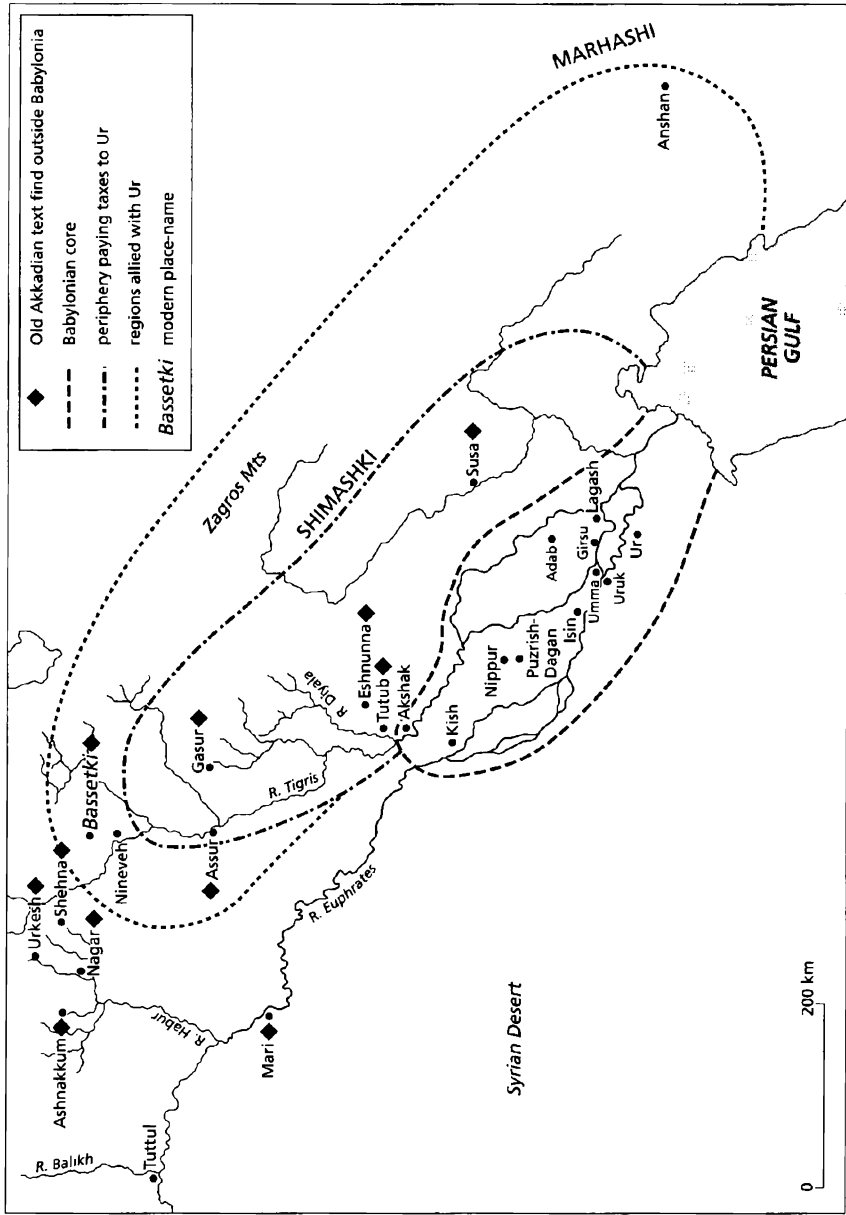 Old Akkadian text find outside Babylonia
Babylonian core
periphery paying taxes to Ur
regions allied with Ur
Bassetki modern place-name
R. Balikh
Tuttul
Ashnakkum
R. Habur
Urkesh
Shehna
Nagar
Bassetki
Nineveh
Mari
Assur
Gasur
R. Tigris
R. Euphrates
R Diyala
Eshnunna
Tutub
Akshak
Zagros Mts
SHIMASHKI
MARHASHI
Anshan
Susa
Kish
Nippur
Puzrish-
Dagan
Isin
Adab
Umma
Girsu
Lagash
Uruk
Ur
Syrian Desert
PERSIAN
GULF
0 200 km